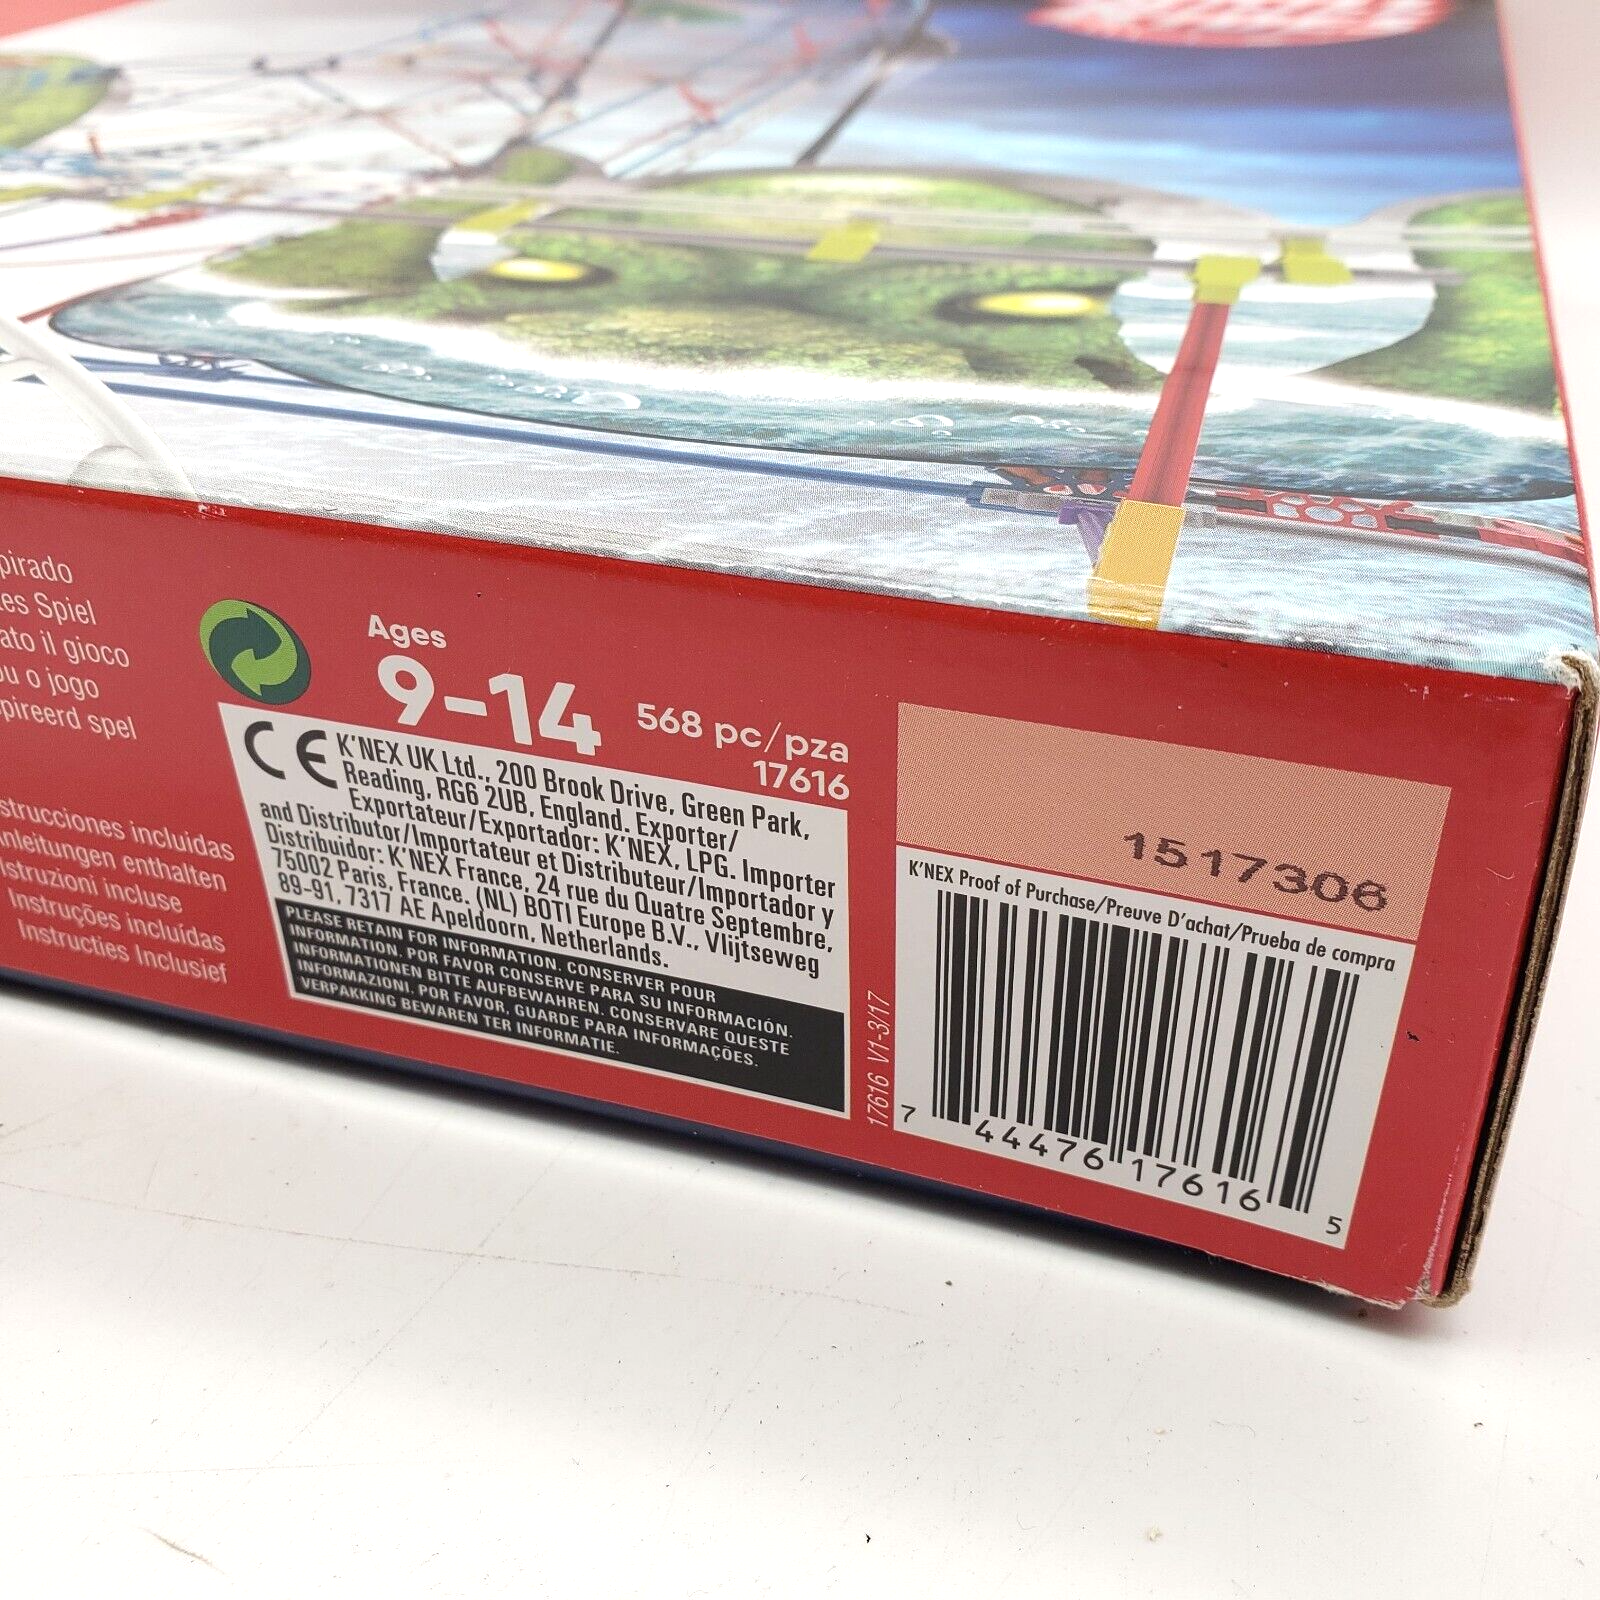 pirado
tes Spiel
ato il gioco
ou o jogo
pireerd spel
strucciones incluidas
nleitungen enthalten
Istruzioni incluse
Instruções incluídas
Instructies Inclusief
Ages
9-14
568 pc/pza
17616
CE
K'NEX UK Ltd., 200 Brook Drive, Green Park,
Reading, RG6 2UB, England. Exporter/
Exportateur/Exportador: K'NEX, LPG. Importer
and Distributor/Importateur et Distributeur/Importador y
Distribuidor: K'NEX France, 24 rue du Quatre Septembre,
75002 Paris, France. (NL) BOTI Europe B.V., Vlijtseweg
89-91, 7317 AE Apeldoorn, Netherlands.
PLEASE RETAIN FOR INFORMATION. CONSERVER POUR
INFORMATION. POR FAVOR CONSERVE PARA SU INFORMACIÓN.
INFORMATIONEN BITTE AUFBEWAHREN. CONSERVARE QUESTE
INFORMAZIONI. POR FAVOR, GUARDE PARA INFORMAÇÕES.
VERPAKKING BEWAREN TER INFORMATIE.
17616 V1-3/17
1517306
K'NEX Proof of Purchase/Preuve D'achat/Prueba de compra
7 44476 17616 5